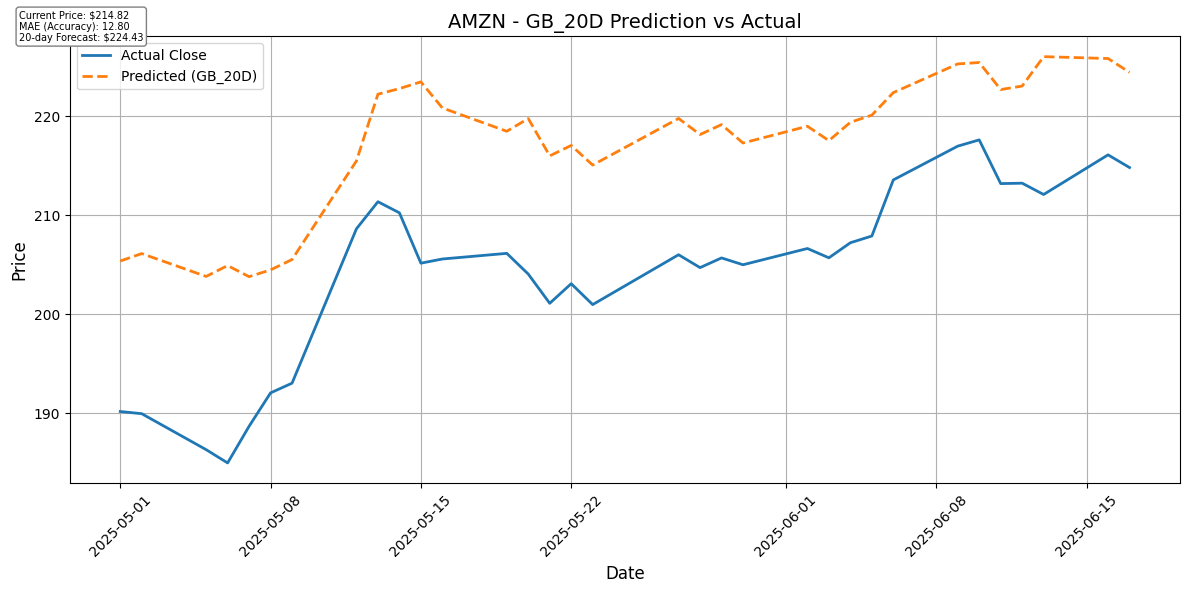 AMZN - GB_20D Prediction vs Actual
Current Price: $214.82
MAE (Accuracy): 12.80
20-day Forecast: $224.43
Actual Close
Predicted (GB_20D)
Price
220
210
200
190
2025-05-01
2025-05-08
2025-05-15
2025-05-22
2025-06-01
2025-06-08
2025-06-15
Date